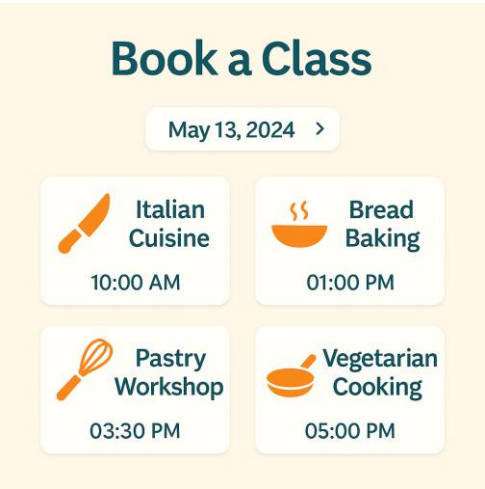 Book a Class
May 13, 2024
Italian
Cuisine
10:00 AM
Bread
Baking
01:00 PM
Pastry
Workshop
03:30 PM
Vegetarian
Cooking
05:00 PM